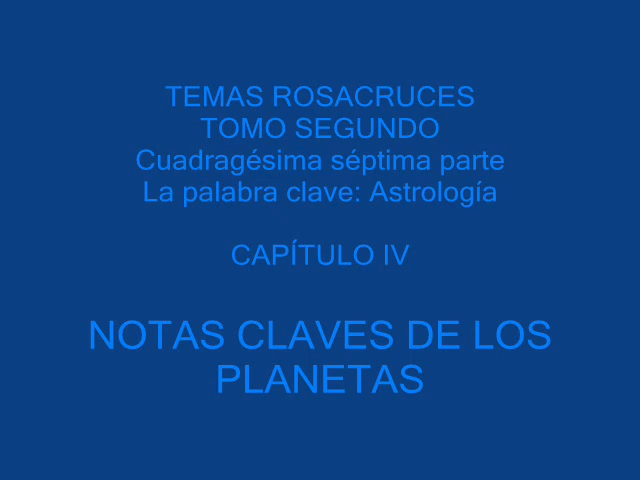 TEMAS ROSACRUCES
TOMO SEGUNDO
Cuadragésima séptima parte
La palabra clave: Astrología
CAPÍTULO IV
NOTAS CLAVES DE LOS
PLANETAS